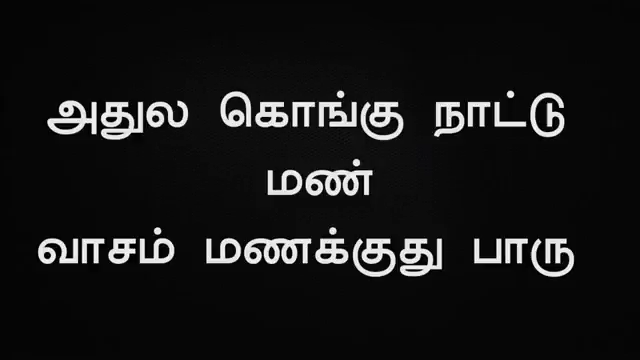 அதுல கொங்கு நாட்டு
மண்
வாசம் மணக்குது பாரு